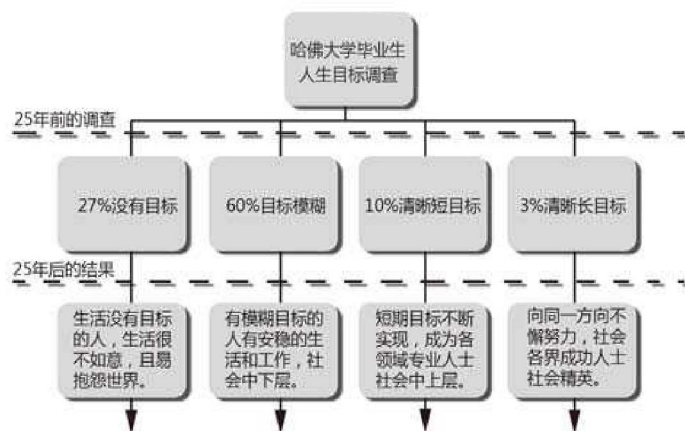 哈佛大学毕业生
人生目标调查
25年前的调查
27%没有目标
60%目标模糊
10%清晰短目标
3%清晰长目标
25年后的结果
生活没有目标
的人，生活很
不如意，且易
抱怨世界。
有模糊目标的
人有安稳的生
活和工作，社
会中下层。
短期目标不断
实现，成为各
领域专业人士
社会中上层。
向同一方向不
懈努力，社会
各界成功人士
社会精英。